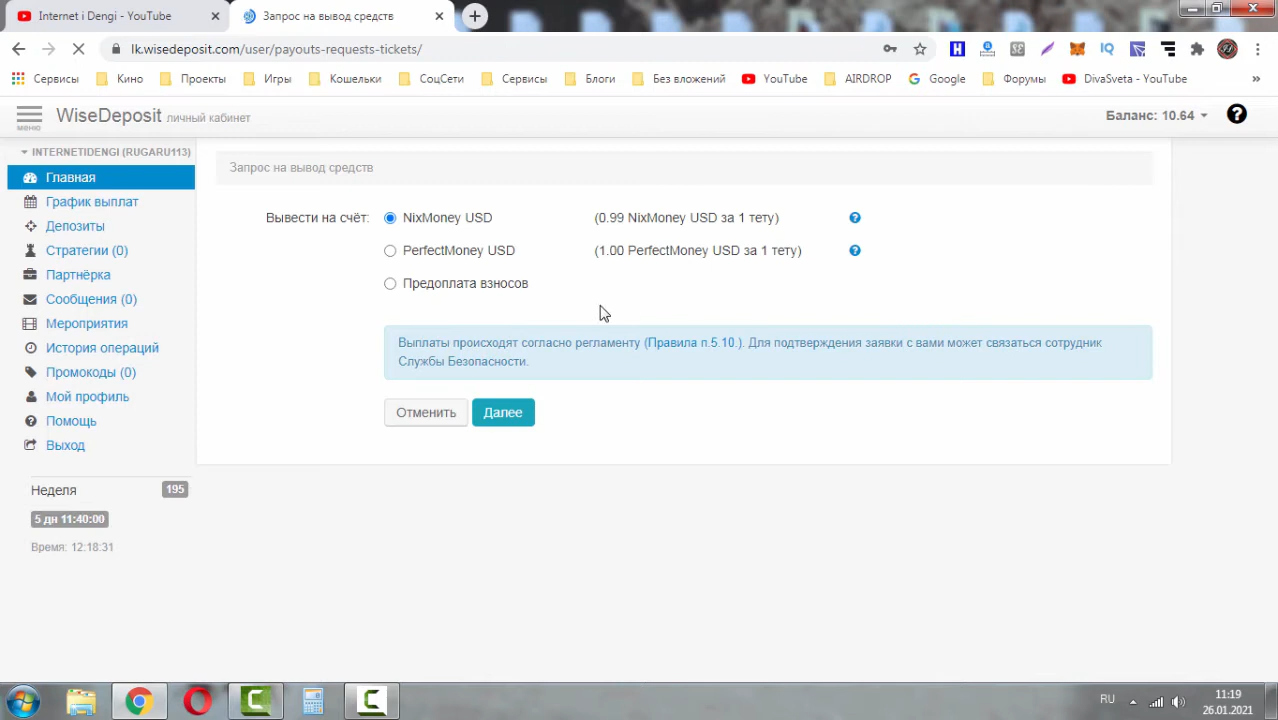 Internet i Dengi - YouTube
Запрос на вывод средств
lk.wisedeposit.com/user/payouts-requests-tickets/
Сервисы Кино Проекты Игры Кошельки СоцСети Сервисы Блоги Без вложений YouTube AIRDROP Google Форумы DivaSveta - YouTube
WiseDeposit личный кабинет
меню
Баланс: 10.64
INTERNETIDENGI (RUGARU113)
Главная
График выплат
Депозиты
Стратегии (0)
Партнёрка
Сообщения (0)
Мероприятия
История операций
Промокоды (0)
Мой профиль
Помощь
Выход
Неделя 195
5 дн 11:40:00
Время: 12:18:31
Запрос на вывод средств
Вывести на счёт: NixMoney USD (0.99 NixMoney USD за 1 тету)
PerfectMoney USD (1.00 PerfectMoney USD за 1 тету)
Предоплата взносов
Выплаты происходят согласно регламенту (Правила п.5.10.). Для подтверждения заявки с вами может связаться сотрудник
Службы Безопасности.
Отменить Далее
RU
11:19
26.01.2021